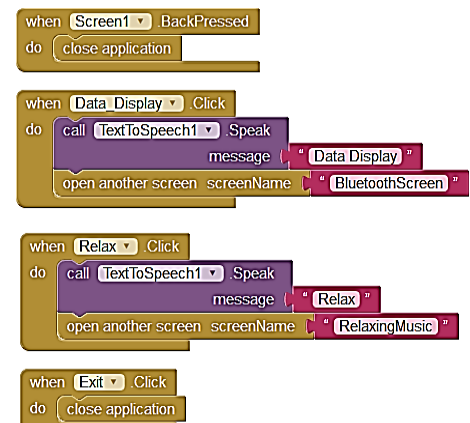 when Screen1 .BackPressed
do close application
when Data_Display .Click
do call TextToSpeech1 .Speak
message " Data Display "
open another screen screenName " BluetoothScreen "
when Relax .Click
do call TextToSpeech1 .Speak
message " Relax "
open another screen screenName " RelaxingMusic "
when Exit .Click
do close application